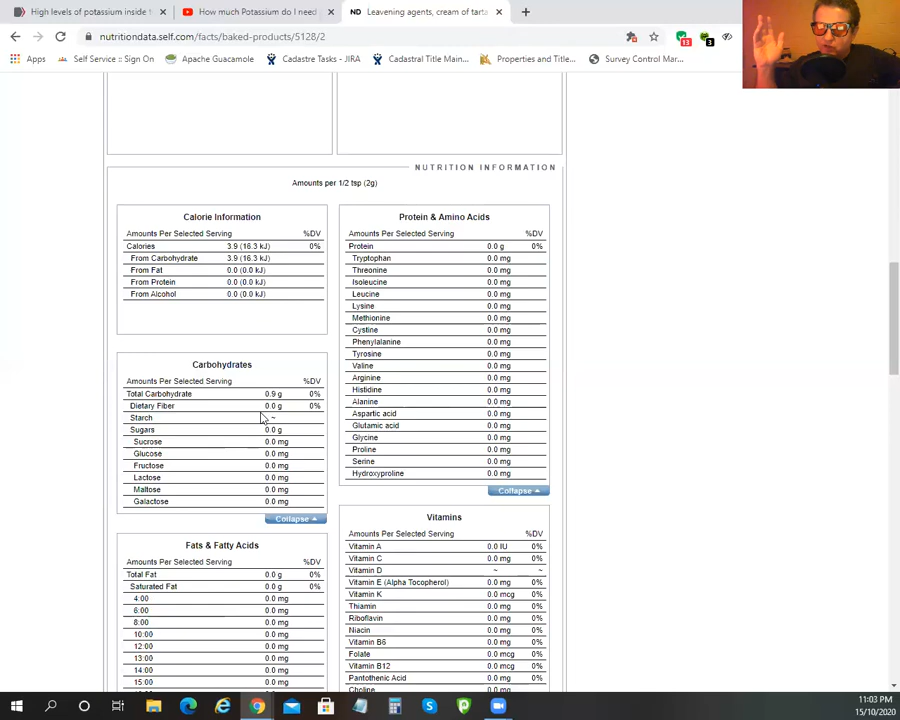 High levels of potassium inside t
How much Potassium do I need
ND Leavening agents, cream of tarta
nutritiondata.self.com/facts/baked-products/5128/2
13
3
Apps
Self Service :: Sign On
Apache Guacamole
Cadastre Tasks - JIRA
Cadastral Title Main...
Properties and Title...
Survey Control Mar...
NUTRITION INFORMATION
Amounts per 1/2 tsp (2g)
Calorie Information
Amounts Per Selected Serving %DV
Calories 3.9 (16.3 kJ) 0%
From Carbohydrate 3.9 (16.3 kJ)
From Fat 0.0 (0.0 kJ)
From Protein 0.0 (0.0 kJ)
From Alcohol 0.0 (0.0 kJ)
Carbohydrates
Amounts Per Selected Serving %DV
Total Carbohydrate 0.9 g 0%
Dietary Fiber 0.0 g 0%
Starch ~
Sugars 0.0 g
Sucrose 0.0 mg
Glucose 0.0 mg
Fructose 0.0 mg
Lactose 0.0 mg
Maltose 0.0 mg
Galactose 0.0 mg
Collapse
Fats & Fatty Acids
Amounts Per Selected Serving %DV
Total Fat 0.0 g 0%
Saturated Fat 0.0 g 0%
4:00 0.0 mg
6:00 0.0 mg
8:00 0.0 mg
10:00 0.0 mg
12:00 0.0 mg
13:00 0.0 mg
14:00 0.0 mg
15:00 0.0 mg
Protein & Amino Acids
Amounts Per Selected Serving %DV
Protein 0.0 g 0%
Tryptophan 0.0 mg
Threonine 0.0 mg
Isoleucine 0.0 mg
Leucine 0.0 mg
Lysine 0.0 mg
Methionine 0.0 mg
Cystine 0.0 mg
Phenylalanine 0.0 mg
Tyrosine 0.0 mg
Valine 0.0 mg
Arginine 0.0 mg
Histidine 0.0 mg
Alanine 0.0 mg
Aspartic acid 0.0 mg
Glutamic acid 0.0 mg
Glycine 0.0 mg
Proline 0.0 mg
Serine 0.0 mg
Hydroxyproline 0.0 mg
Collapse
Vitamins
Amounts Per Selected Serving %DV
Vitamin A 0.0 IU 0%
Vitamin C 0.0 mg 0%
Vitamin D ~ ~
Vitamin E (Alpha Tocopherol) 0.0 mg 0%
Vitamin K 0.0 mcg 0%
Thiamin 0.0 mg 0%
Riboflavin 0.0 mg 0%
Niacin 0.0 mg 0%
Vitamin B6 0.0 mg 0%
Folate 0.0 mcg 0%
Vitamin B12 0.0 mcg 0%
Pantothenic Acid 0.0 mg 0%
Choline 0.0 mg
11:03 PM
15/10/2020